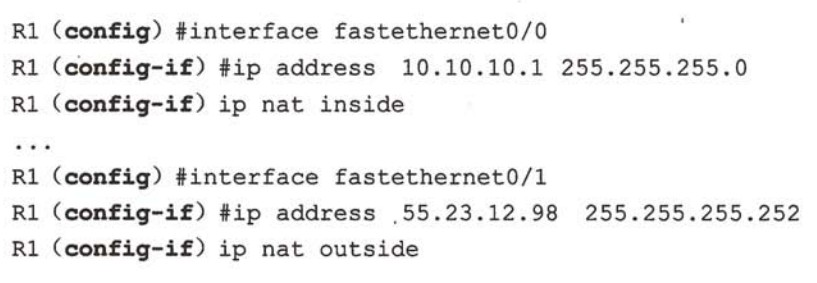 R1 (config) #interface fastethernet0/0
R1 (config-if) #ip address 10.10.10.1 255.255.255.0
R1 (config-if) ip nat inside
...
R1 (config) #interface fastethernet0/1
R1 (config-if) #ip address 55.23.12.98 255.255.255.252
R1 (config-if) ip nat outside